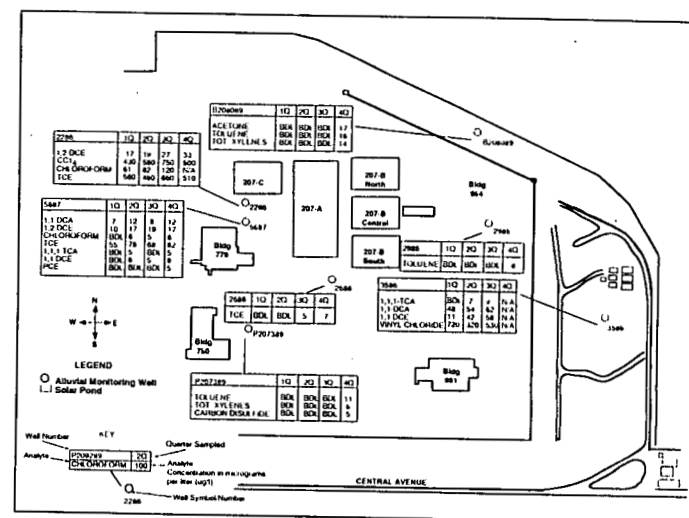 B208089 1Q 2Q 3Q 4Q
ACETONE BDL BDL BDL 17
TOLUENE BDL BDL BDL 16
TOT XYLENES BDL BDL BDL 14
B208089
2286 1Q 2Q 3Q 4Q
1,2 DCE 17 19 27 33
CC14 430 580 750 600
CHLOROFORM 61 82 120 N/A
TCE 560 460 660 510
207-C
207-A
207-B
North
207-B
Central
207-B
South
Bldg
964
2286
5687
5687 1Q 2Q 3Q 4Q
1,1 DCA 7 12 8 12
1,2 DCE 10 17 19 17
CHLOROFORM BDL 6 5 6
TCE 55 78 68 82
1,1,1 TCA BDL 5 BDL 5
1,1 DCE BDL 6 5 8
PCE BDL BDL BDL 5
Bldg
779
2986
2986 1Q 2Q 3Q 4Q
TOLUENE BDL BDL BDL
2686
2686 1Q 2Q 3Q 4Q
TCE BDL BDL 5 7
3586 1Q 2Q 3Q 4Q
1,1,1-TCA BDL 7 N/A
1,1 DCA 48 54 62 N/A
1,1 DCE 11 42 58 N/A
VINYL CHLORIDE 720 320 530 N/A
3586
N
W E
S
P207389
Bldg
750
Bldg
LEGEND
Alluvial Monitoring Well
Solar Pond
P207389 1Q 2Q 3Q 4Q
TOLUENE BDL BDL BDL 11
TOT XYLENES BDL BDL BDL 6
CARBON DISULFIDE BDL BDL BDL 5
KEY
Well Number
Quarter Sampled
P209289 2Q
Analyte
CHLOROFORM 100
Analyte
Concentration in micrograms
per liter (ug1)
2286
Well Symbol/Number
CENTRAL AVENUE